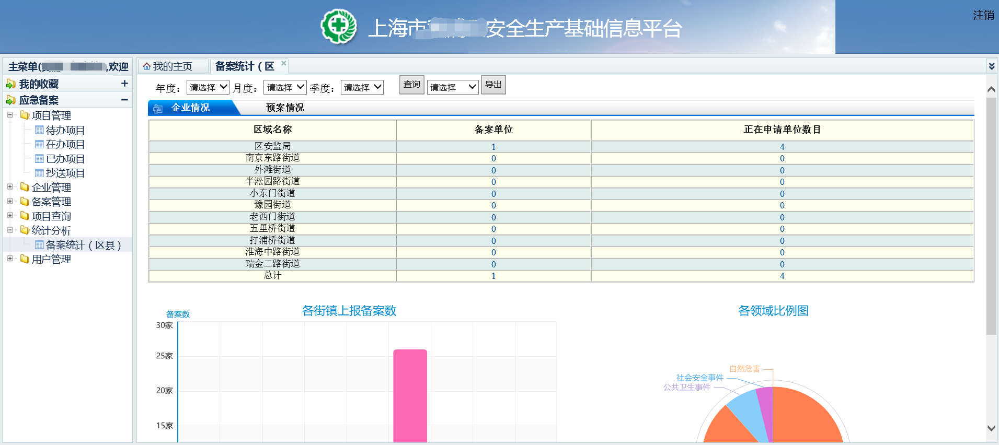 注销
上海市 安全生产基础信息平台
主菜单( ,欢迎
我的收藏
应急备案
项目管理
待办项目
在办项目
已办项目
抄送项目
企业管理
备案管理
项目查询
统计分析
备案统计（区县）
用户管理
我的主页
备案统计（区
年度： 请选择 月度： 请选择 季度： 请选择 查询 请选择 导出
企业情况 预案情况
区域名称 备案单位 正在申请单位数目
区安监局 1 4
南京东路街道 0 0
外滩街道 0 0
半淞园路街道 0 0
小东门街道 0 0
豫园街道 0 0
老西门街道 0 0
五里桥街道 0 0
打浦桥街道 0 0
淮海中路街道 0 0
瑞金二路街道 0 0
总计 1 4
各街镇上报备案数
备案数
30家
25家
20家
15家
各领域比例图
自然危害
社会安全事件
公共卫生事件